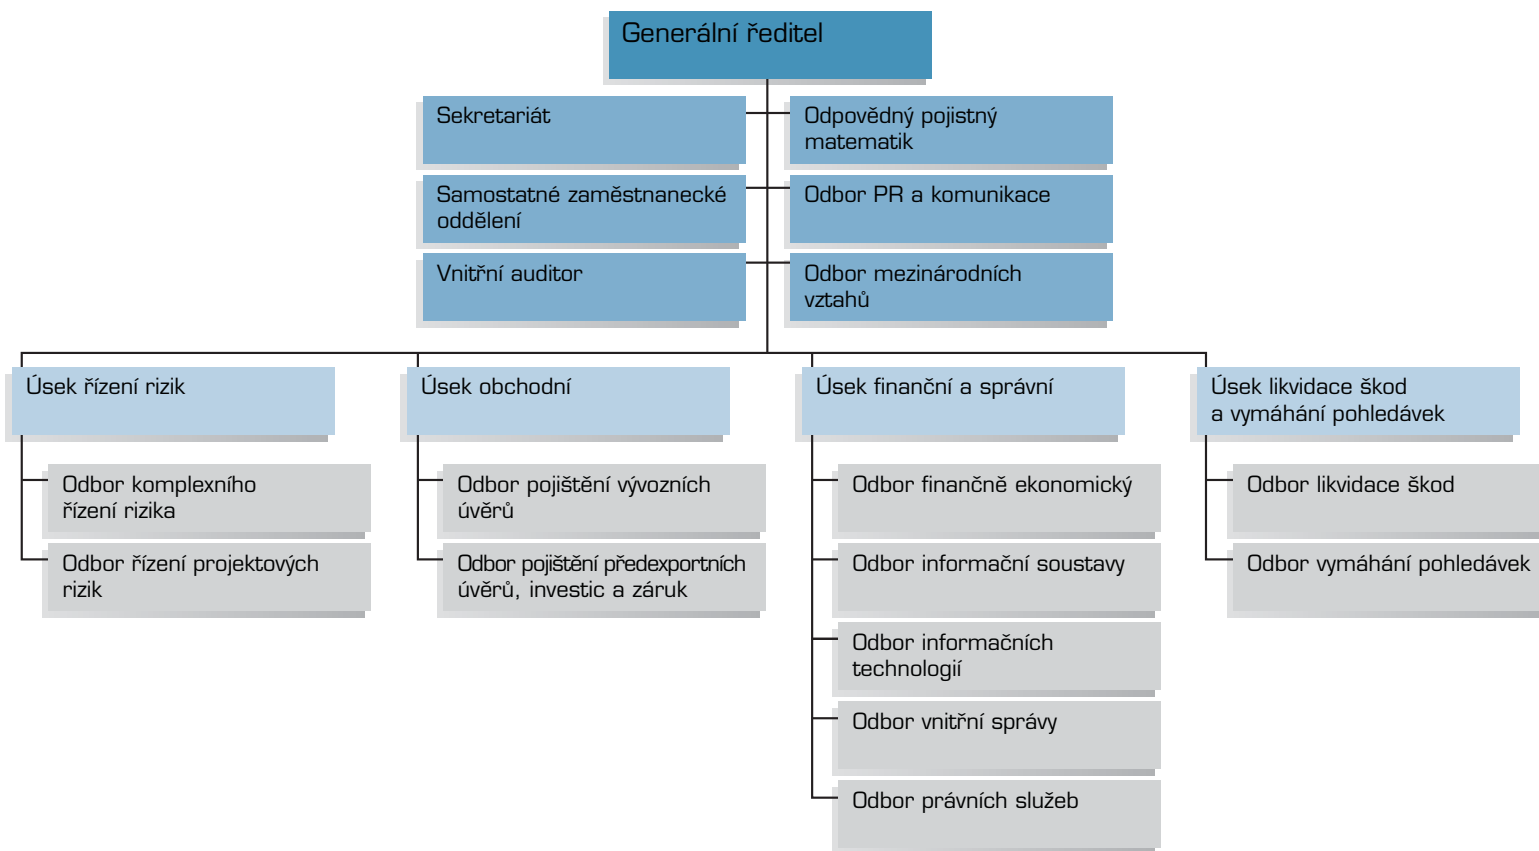 Generální ředitel
Sekretariát
Odpovědný pojistný
matematik
Samostatné zaměstnanecké
oddělení
Odbor PR a komunikace
Vnitřní auditor
Odbor mezinárodních
vztahů
Úsek řízení rizik
Odbor komplexního
řízení rizika
Odbor řízení projektových
rizik
Úsek obchodní
Odbor pojištění vývozních
úvěrů
Odbor pojištění předexportních
úvěrů, investic a záruk
Úsek finanční a správní
Odbor finančně ekonomický
Odbor informační soustavy
Odbor informačních
technologií
Odbor vnitřní správy
Odbor právních služeb
Úsek likvidace škod
a vymáhání pohledávek
Odbor likvidace škod
Odbor vymáhání pohledávek